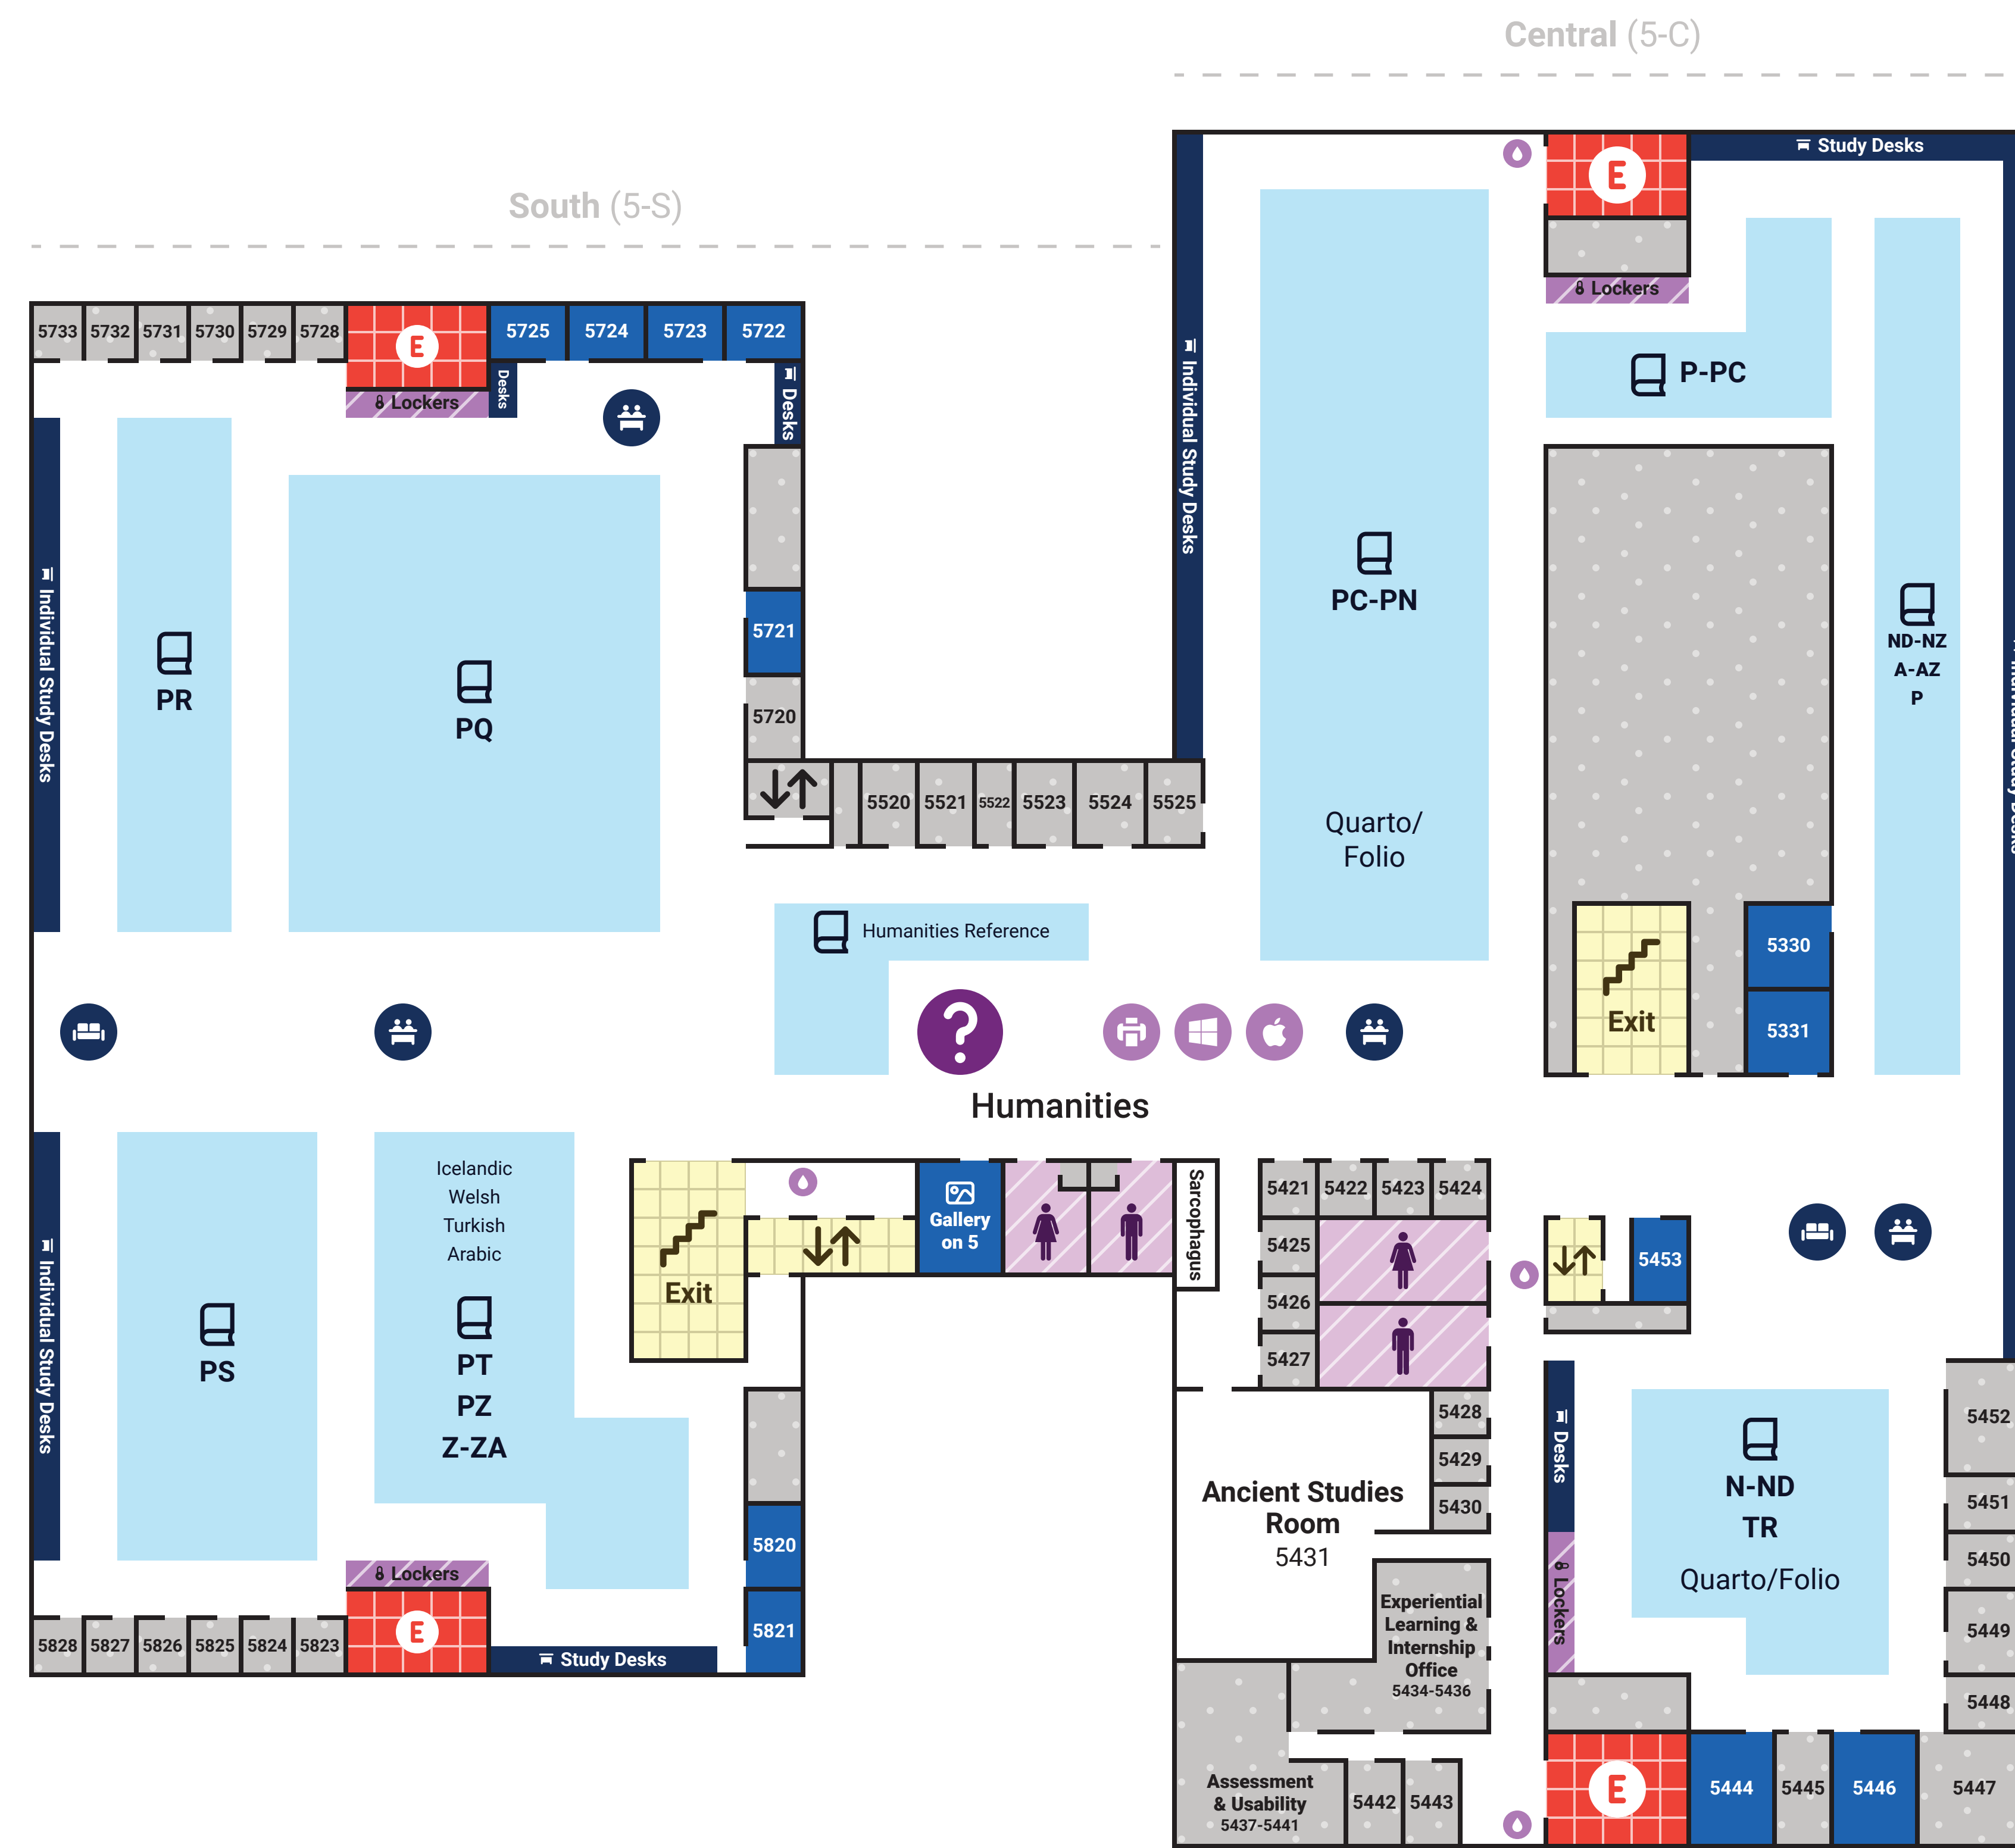 Central (5-C)
Study Desks
E
Lockers
South (5-S)
5733
5732
5731
5730
5729
5728
E
Lockers
5725
5724
5723
5722
Desks
Desks
Individual Study Desks
PR
PQ
5721
5720
5520
5521
5522
5523
5524
5525
Individual Study Desks
PC-PN
Quarto/
Folio
P-PC
ND-NZ
A-AZ
P
Individual Study Desks
Exit
5330
5331
Humanities Reference
?
Humanities
Individual Study Desks
PS
Icelandic
Welsh
Turkish
Arabic
PT
PZ
Z-ZA
Exit
Gallery
on 5
Sarcophagus
5421
5422
5423
5424
5425
5426
5427
5428
5429
5430
5453
Ancient Studies
Room
5431
Experiential
Learning &
Internship
Office
5434-5436
Desks
Lockers
N-ND
TR
Quarto/Folio
5452
5451
5450
5449
5448
5820
5821
Lockers
E
5828
5827
5826
5825
5824
5823
Study Desks
Assessment
& Usability
5437-5441
5442
5443
E
5444
5445
5446
5447